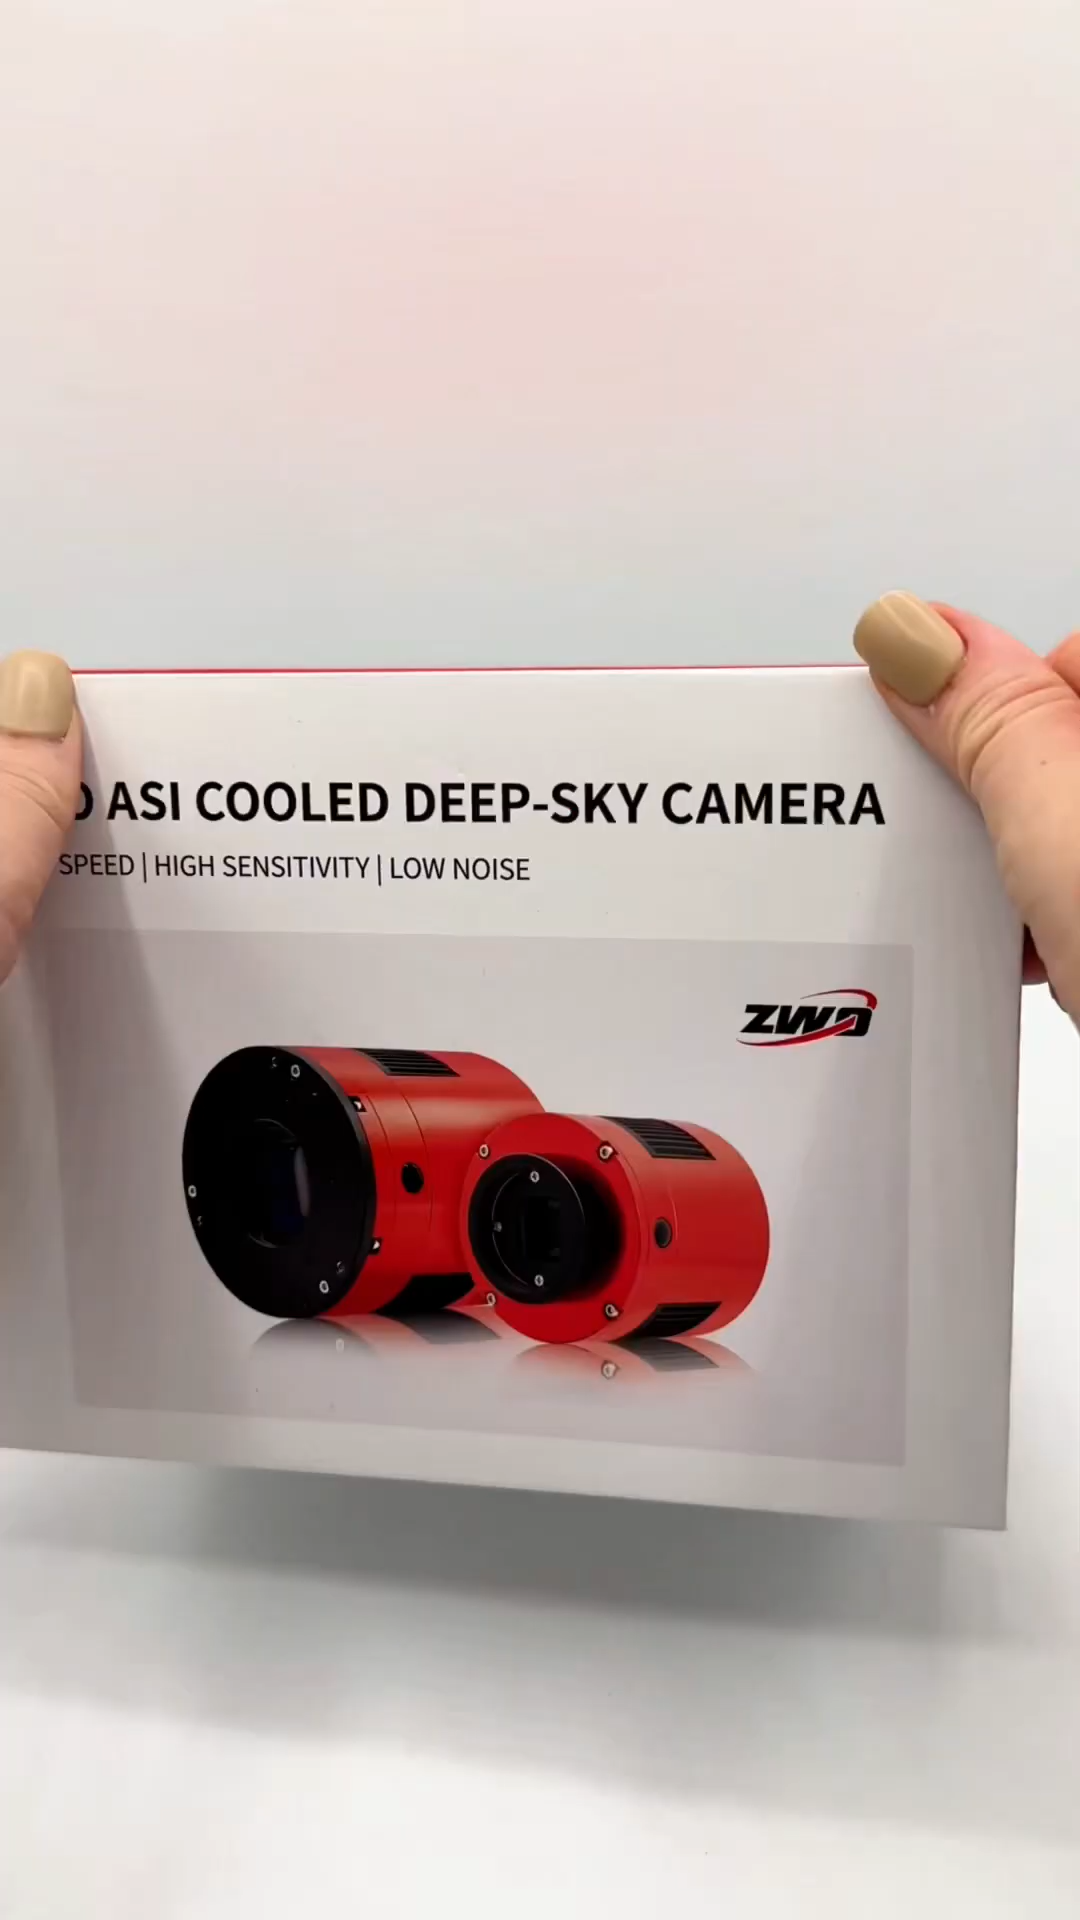 ASI COOLED DEEP-SKY CAMERA
SPEED | HIGH SENSITIVITY | LOW NOISE
ZWO